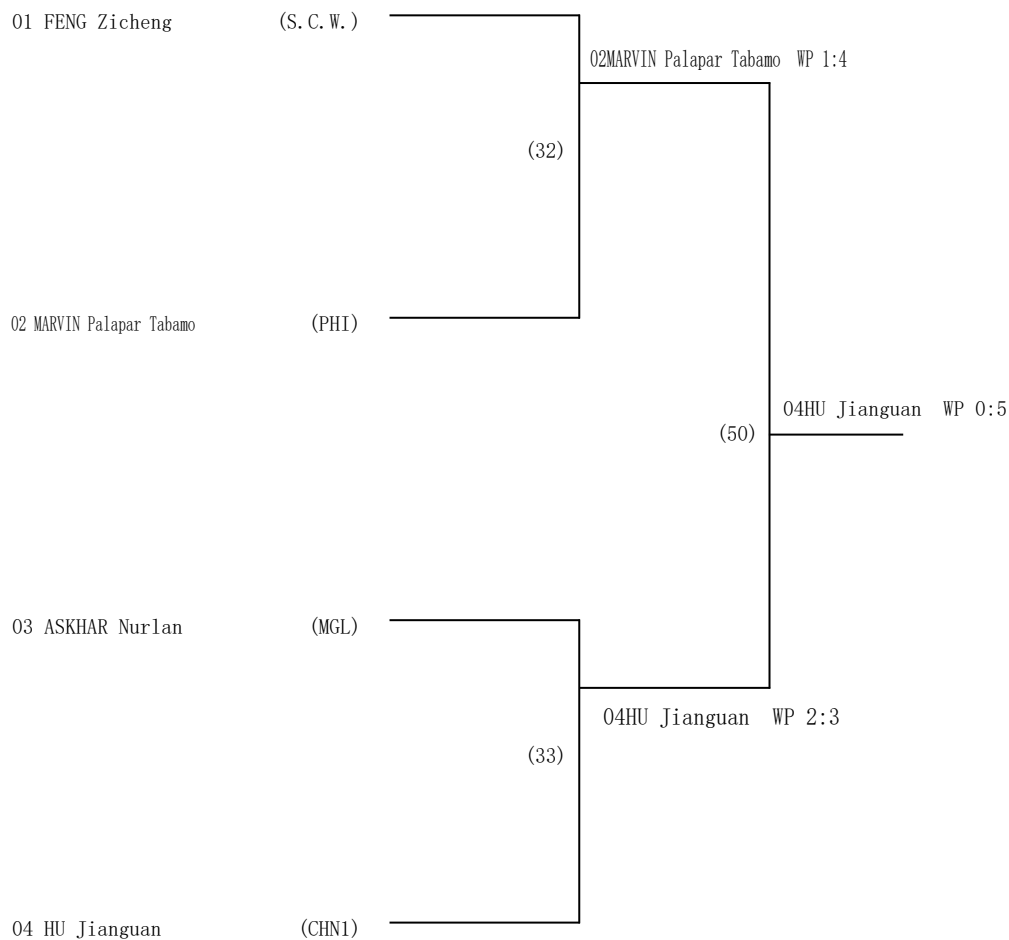 01 FENG Zicheng (S.C.W.)
02MARVIN Palapar Tabamo WP 1:4
(32)
02 MARVIN Palapar Tabamo (PHI)
04HU Jianguan WP 0:5
(50)
03 ASKHAR Nurlan (MGL)
04HU Jianguan WP 2:3
(33)
04 HU Jianguan (CHN1)